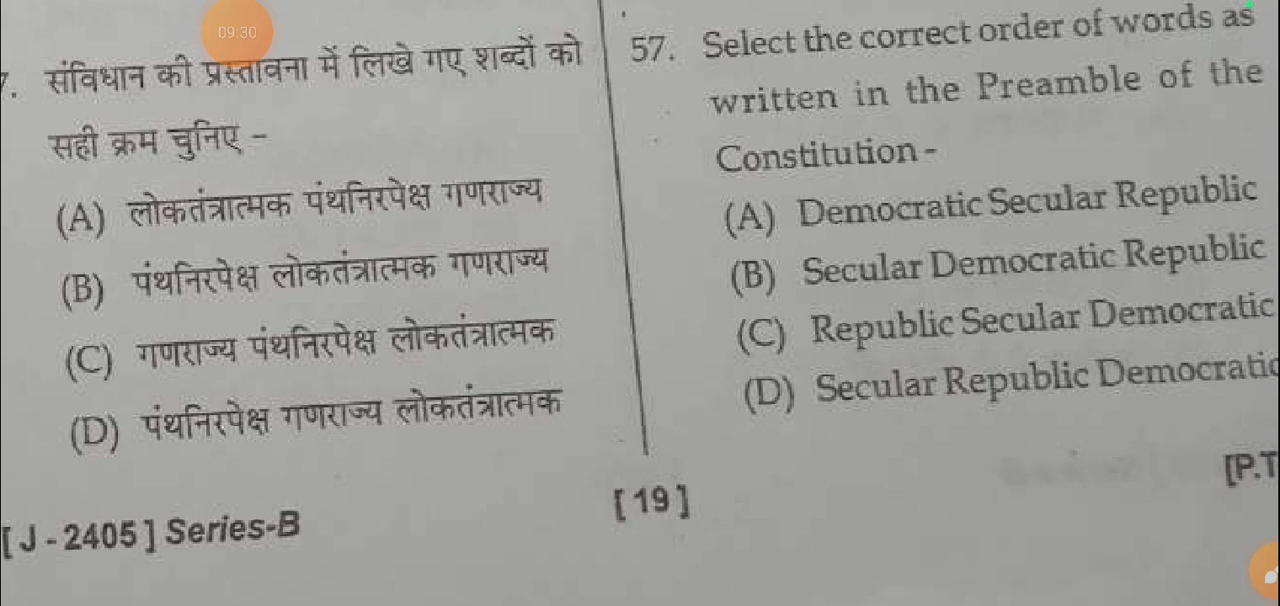 09:30
7. संविधान की प्रस्तावना में लिखे गए शब्दों को
सही क्रम चुनिए -
(A) लोकतंत्रात्मक पंथनिरपेक्ष गणराज्य
(B) पंथनिरपेक्ष लोकतंत्रात्मक गणराज्य
(C) गणराज्य पंथनिरपेक्ष लोकतंत्रात्मक
(D) पंथनिरपेक्ष गणराज्य लोकतंत्रात्मक
57. Select the correct order of words as
written in the Preamble of the
Constitution -
(A) Democratic Secular Republic
(B) Secular Democratic Republic
(C) Republic Secular Democratic
(D) Secular Republic Democratic
[P.T
[ J - 2405 ] Series-B
[ 19 ]